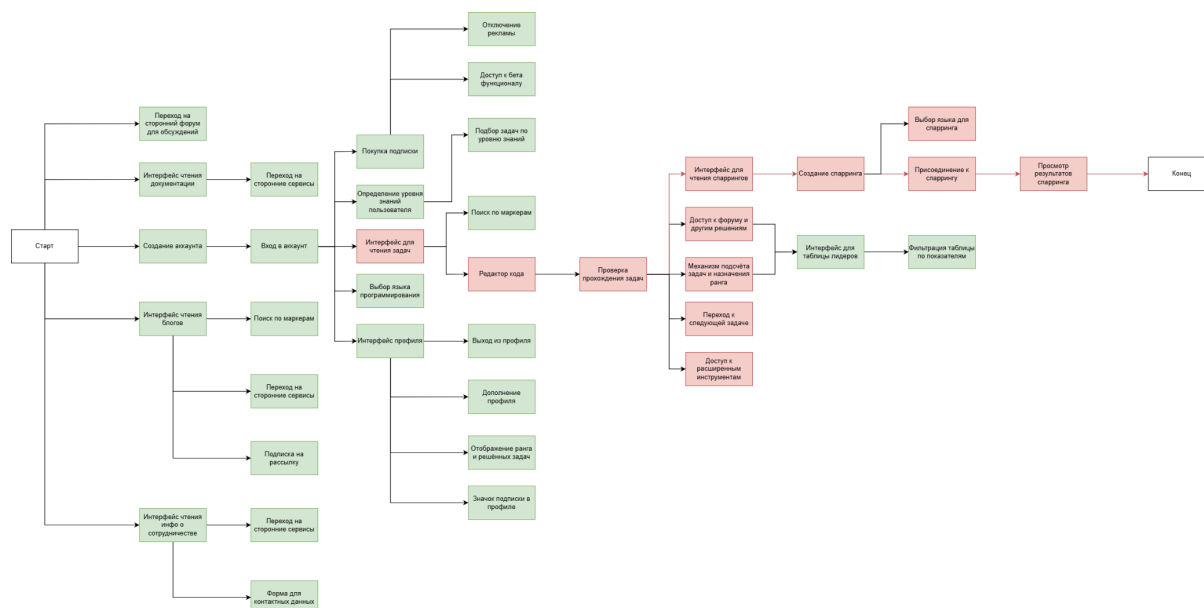 Старт
Переход на
сторонний форум
для обсуждений
Интерфейс чтения
документации
Создание аккаунта
Интерфейс чтения
блогов
Интерфейс чтения
инфо о
сотрудничестве
Переход на
сторонние сервисы
Вход в аккаунт
Поиск по маркерам
Переход на
сторонние сервисы
Подписка на
рассылку
Переход на
сторонние сервисы
Форма для
контактных данных
Покупка подписки
Определение уровня
знаний
пользователя
Интерфейс для
чтения задач
Выбор языка
программирования
Интерфейс профиля
Отключение
рекламы
Доступ к бета
функционалу
Подбор задач по
уровню знаний
Поиск по маркерам
Редактор кода
Выход из профиля
Дополнение
профиля
Отображение ранга
и решённых задач
Значок подписки в
профиле
Проверка
прохождения задач
Интерфейс для
чтения спаррингов
Доступ к форуму и
другим решениям
Механизм подсчёта
задач и назначения
ранга
Переход к
следующей задаче
Доступ к
расширенным
инструментам
Создание спарринга
Интерфейс для
таблицы лидеров
Выбор языка для
спарринга
Присоединение к
спаррингу
Фильтрация таблицы
по показателям
Просмотр
результатов
спарринга
Конец